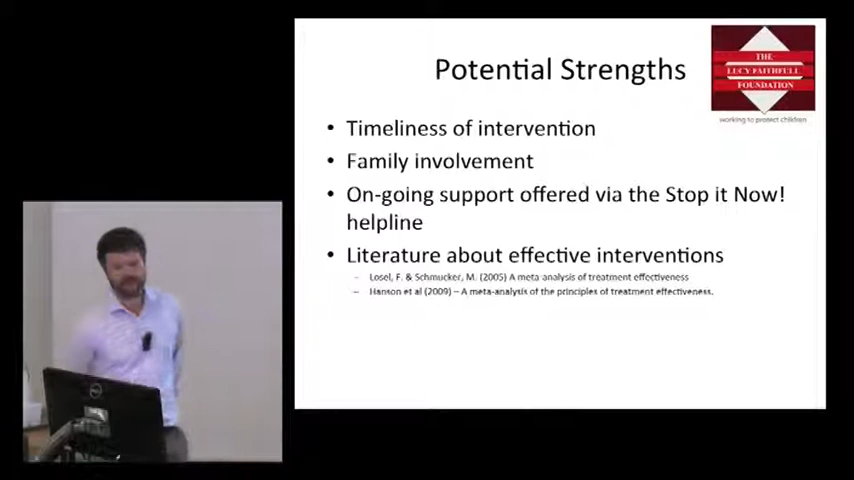 Potential Strengths
THE
LUCY FAITHFULL
FOUNDATION
working to protect children
• Timeliness of intervention
• Family involvement
• On-going support offered via the Stop it Now!
helpline
• Literature about effective interventions
– Losel, F. & Schmucker, M. (2005) A meta analysis of treatment effectiveness
– Hanson et al (2009) – A meta-analysis of the principles of treatment effectiveness.
DELL